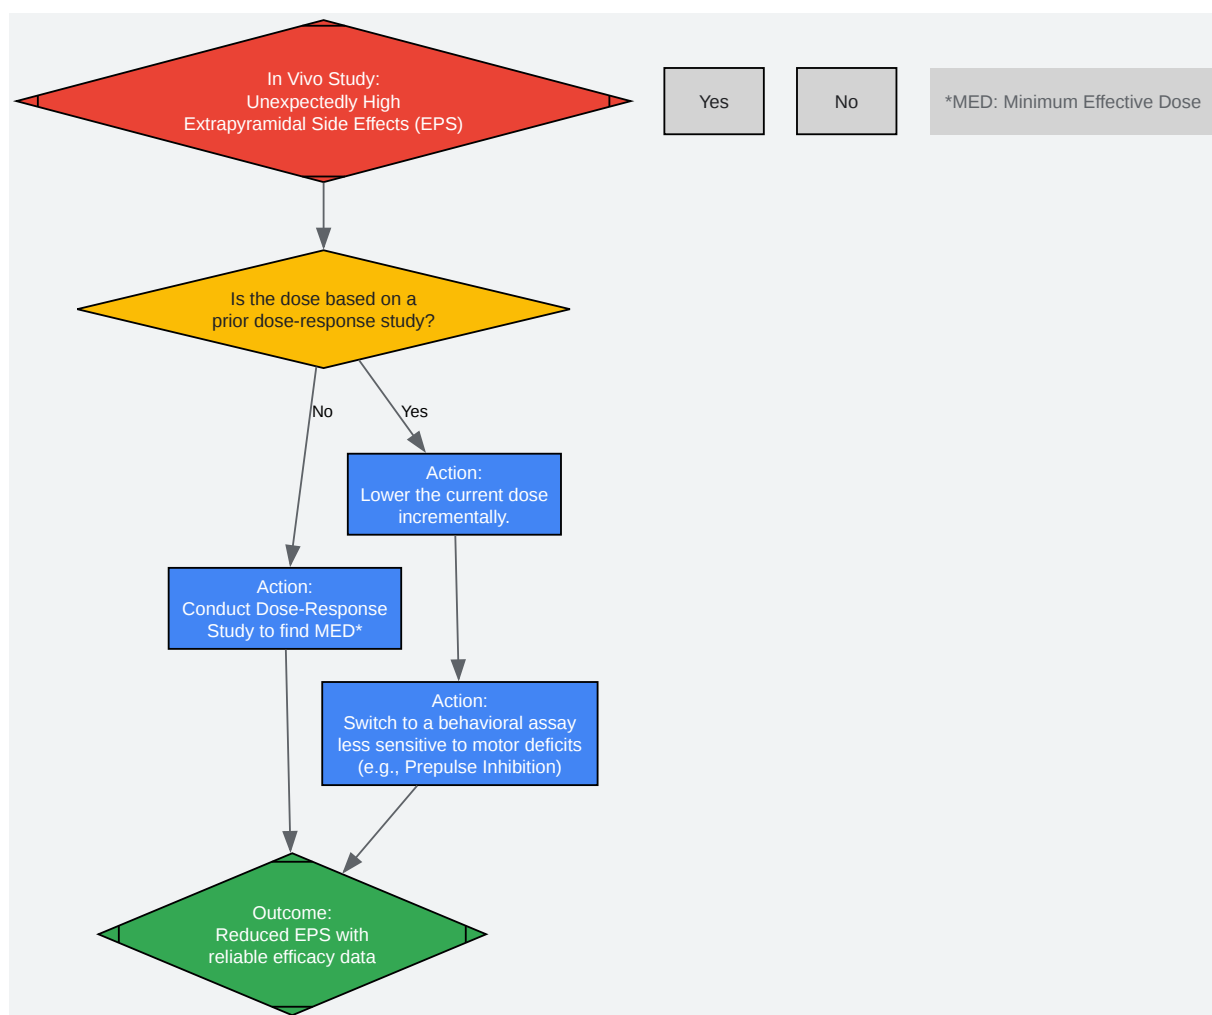 In Vivo Study:
Unexpectedly High
Extrapyramidal Side Effects (EPS)
Yes
No
*MED: Minimum Effective Dose
Is the dose based on a
prior dose-response study?
No
Yes
Action:
Lower the current dose
incrementally.
Action:
Conduct Dose-Response
Study to find MED*
Action:
Switch to a behavioral assay
less sensitive to motor deficits
(e.g., Prepulse Inhibition)
Outcome:
Reduced EPS with
reliable efficacy data